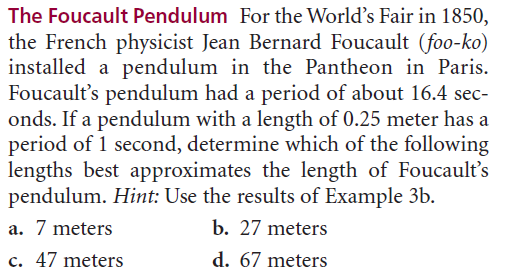 The Foucault Pendulum For the World's Fair in 1850,
the French physicist Jean Bernard Foucault (foo-ko)
installed a pendulum in the Pantheon in Paris.
Foucault's pendulum had a period of about 16.4 sec-
onds. If a pendulum with a length of 0.25 meter has a
period of 1 second, determine which of the following
lengths best approximates the length of Foucault's
pendulum. Hint: Use the results of Example 3b.
a. 7 meters b. 27 meters
c. 47 meters d. 67 meters